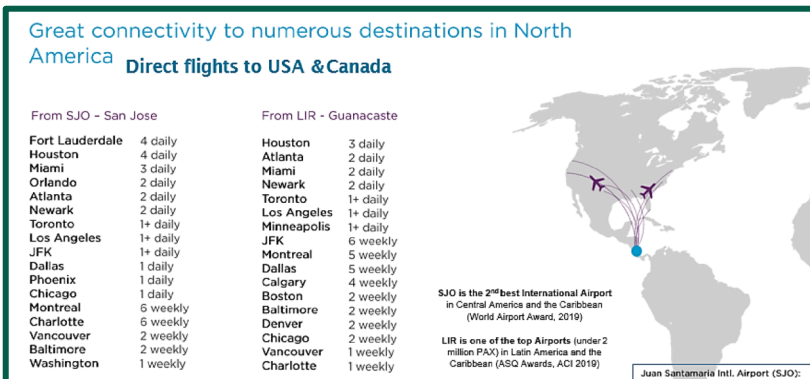 Great connectivity to numerous destinations in North
America
Direct flights to USA &Canada
From SJO – San Jose
Fort Lauderdale 4 daily
Houston 4 daily
Miami 3 daily
Orlando 2 daily
Atlanta 2 daily
Newark 2 daily
Toronto 1+ daily
Los Angeles 1+ daily
JFK 1+ daily
Dallas 1 daily
Phoenix 1 daily
Chicago 1 daily
Montreal 6 weekly
Charlotte 6 weekly
Vancouver 2 weekly
Baltimore 2 weekly
Washington 1 weekly
From LIR - Guanacaste
Houston 3 daily
Atlanta 2 daily
Miami 2 daily
Newark 2 daily
Toronto 1+ daily
Los Angeles 1+ daily
Minneapolis 1+ daily
JFK 6 weekly
Montreal 5 weekly
Dallas 5 weekly
Calgary 4 weekly
Boston 2 weekly
Baltimore 2 weekly
Denver 2 weekly
Chicago 2 weekly
Vancouver 1 weekly
Charlotte 1 weekly
SJO is the 2nd best International Airport
in Central America and the Caribbean
(World Airport Award, 2019)
LIR is one of the top Airports (under 2
million PAX) in Latin America and the
Caribbean (ASQ Awards, ACI 2019)
Juan Santamaria Intl. Airport (SJO):